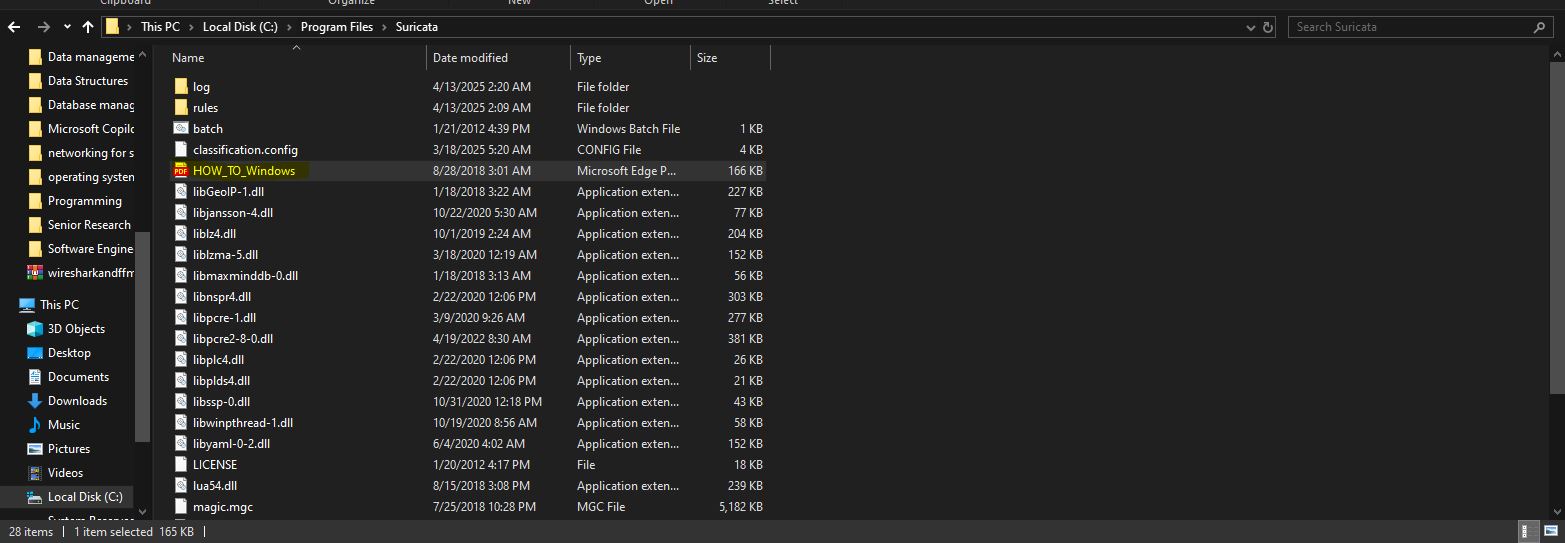 Clipboard Organize New Open Select
This PC Local Disk (C:) Program Files Suricata Search Suricata
Name Date modified Type Size
Data manageme
Data Structures
Database manag
Microsoft Copilo
networking for s
operating system
Programming
Senior Research
Software Engine
wiresharkandffm
This PC
3D Objects
Desktop
Documents
Downloads
Music
Pictures
Videos
Local Disk (C:)
System Reserve
log 4/13/2025 2:20 AM File folder
rules 4/13/2025 2:09 AM File folder
batch 1/21/2012 4:39 PM Windows Batch File 1 KB
classification.config 3/18/2025 5:20 AM CONFIG File 4 KB
PDF HOW_TO_Windows 8/28/2018 3:01 AM Microsoft Edge P... 166 KB
libGeoIP-1.dll 1/18/2018 3:22 AM Application exten... 227 KB
libjansson-4.dll 10/22/2020 5:30 AM Application exten... 77 KB
liblz4.dll 10/1/2019 2:24 AM Application exten... 204 KB
liblzma-5.dll 3/18/2020 12:19 AM Application exten... 152 KB
libmaxminddb-0.dll 1/18/2018 3:13 AM Application exten... 56 KB
libnspr4.dll 2/22/2020 12:06 PM Application exten... 303 KB
libpcre-1.dll 3/9/2020 9:26 AM Application exten... 277 KB
libpcre2-8-0.dll 4/19/2022 8:30 AM Application exten... 381 KB
libplc4.dll 2/22/2020 12:06 PM Application exten... 26 KB
libplds4.dll 2/22/2020 12:06 PM Application exten... 21 KB
libssp-0.dll 10/31/2020 12:18 PM Application exten... 43 KB
libwinpthread-1.dll 10/19/2020 8:56 AM Application exten... 58 KB
libyaml-0-2.dll 6/4/2020 4:02 AM Application exten... 152 KB
LICENSE 1/20/2012 4:17 PM File 18 KB
lua54.dll 8/15/2018 3:08 PM Application exten... 239 KB
magic.mgc 7/25/2018 10:28 PM MGC File 5,182 KB
28 items 1 item selected 165 KB